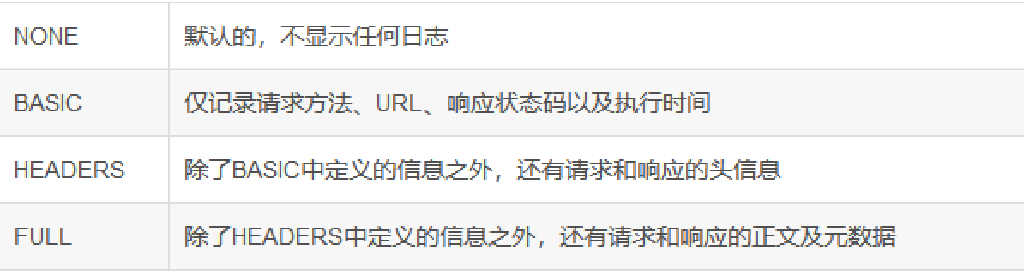 NONE 默认的，不显示任何日志
BASIC 仅记录请求方法、URL、响应状态码以及执行时间
HEADERS 除了BASIC中定义的信息之外，还有请求和响应的头信息
FULL 除了HEADERS中定义的信息之外，还有请求和响应的正文及元数据